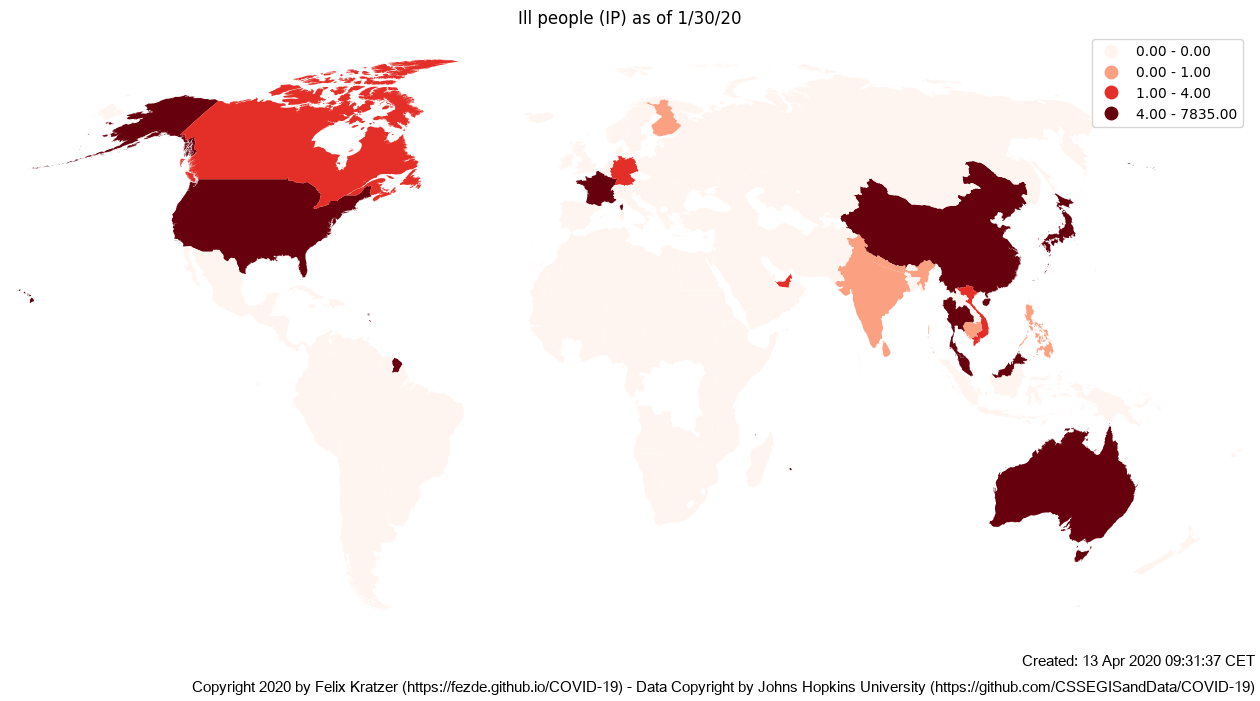 Ill people (IP) as of 1/30/20
0.00 - 0.00
0.00 - 1.00
1.00 - 4.00
4.00 - 7835.00
Created: 13 Apr 2020 09:31:37 CET
Copyright 2020 by Felix Kratzer (https://fezde.github.io/COVID-19) - Data Copyright by Johns Hopkins University (https://github.com/CSSEGISandData/COVID-19)